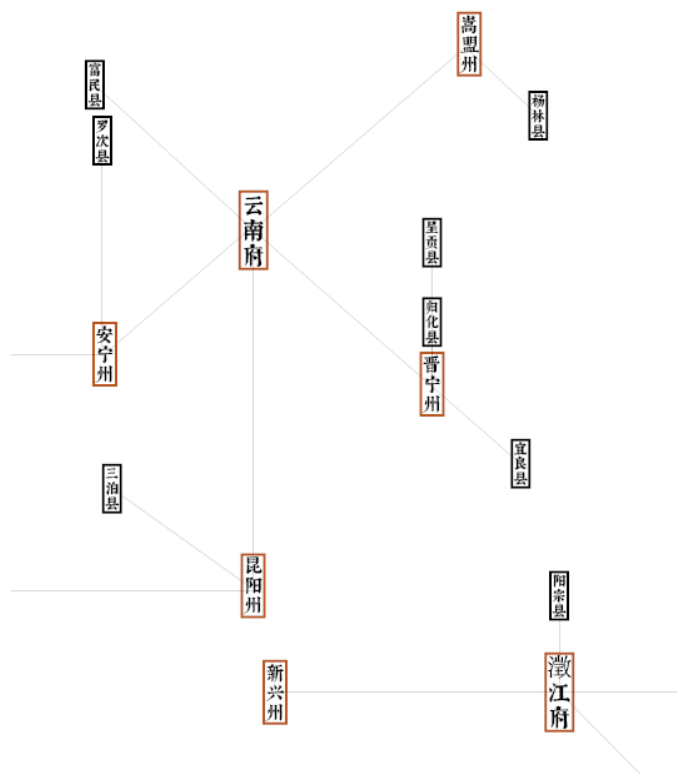 嵩盟州
富民县
杨林县
罗次县
云南府
呈贡县
归化县
安宁州
晋宁州
宜良县
三泊县
昆阳州
阳宗县
澂江府
新兴州